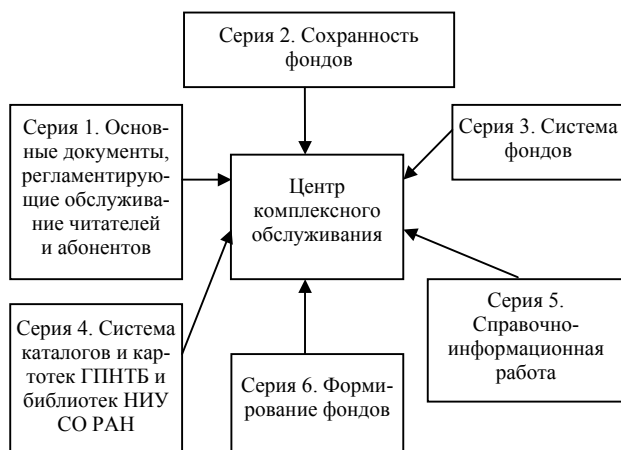 Серия 2. Сохранность
фондов
Серия 1. Основ-
ные документы,
регламентирую-
щие обслужива-
ние читателей
и абонентов
Серия 3. Система
фондов
Центр
комплексного
обслуживания
Серия 4. Система
каталогов и кар-
тотек ГПНТБ и
библиотек НИУ
СО РАН
Серия 6. Форми-
рование фондов
Серия 5.
Справочно-
информационная
работа